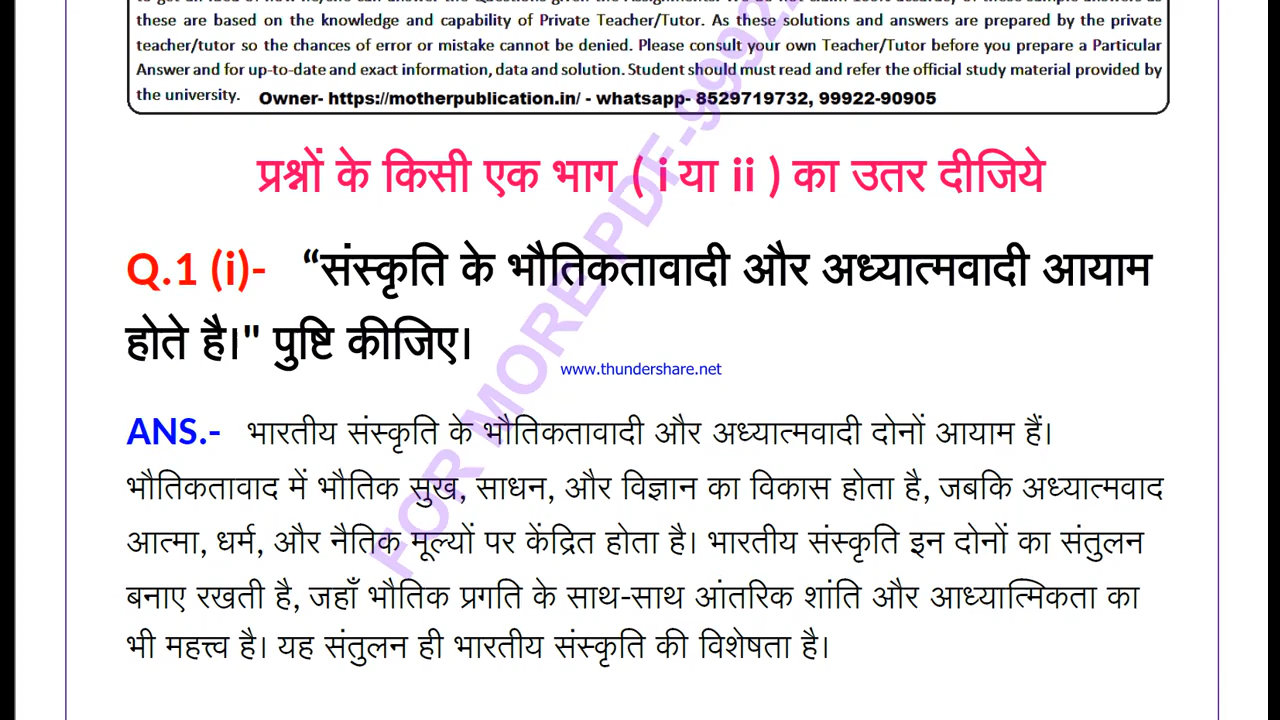 these are based on the knowledge and capability of Private Teacher/Tutor. As these solutions and answers are prepared by the private
teacher/tutor so the chances of error or mistake cannot be denied. Please consult your own Teacher/Tutor before you prepare a Particular
Answer and for up-to-date and exact information, data and solution. Student should must read and refer the official study material provided by
the university. Owner- https://motherpublication.in/ - whatsapp- 8529719732, 99922-90905
प्रश्नों के किसी एक भाग ( i या ii ) का उतर दीजिये
Q.1 (i)- “संस्कृति के भौतिकतावादी और अध्यात्मवादी आयाम
होते है।" पुष्टि कीजिए।
www.thundershare.net
ANS.- भारतीय संस्कृति के भौतिकतावादी और अध्यात्मवादी दोनों आयाम हैं।
भौतिकतावाद में भौतिक सुख, साधन, और विज्ञान का विकास होता है, जबकि अध्यात्मवाद
आत्मा, धर्म, और नैतिक मूल्यों पर केंद्रित होता है। भारतीय संस्कृति इन दोनों का संतुलन
बनाए रखती है, जहाँ भौतिक प्रगति के साथ-साथ आंतरिक शांति और आध्यात्मिकता का
भी महत्त्व है। यह संतुलन ही भारतीय संस्कृति की विशेषता है।
FOR MORE PDF-9992